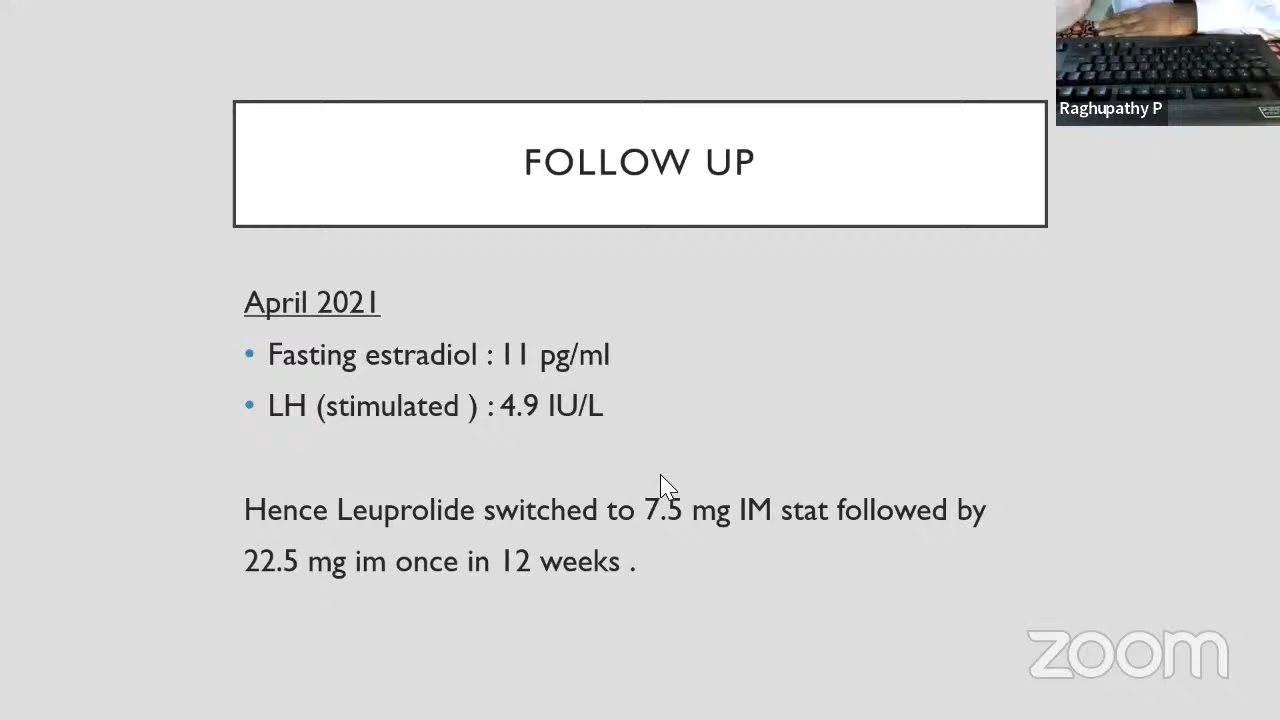 Raghupathy P
FOLLOW UP
April 2021
• Fasting estradiol : 11 pg/ml
• LH (stimulated ) : 4.9 IU/L
Hence Leuprolide switched to 7.5 mg IM stat followed by
22.5 mg im once in 12 weeks .
zoom